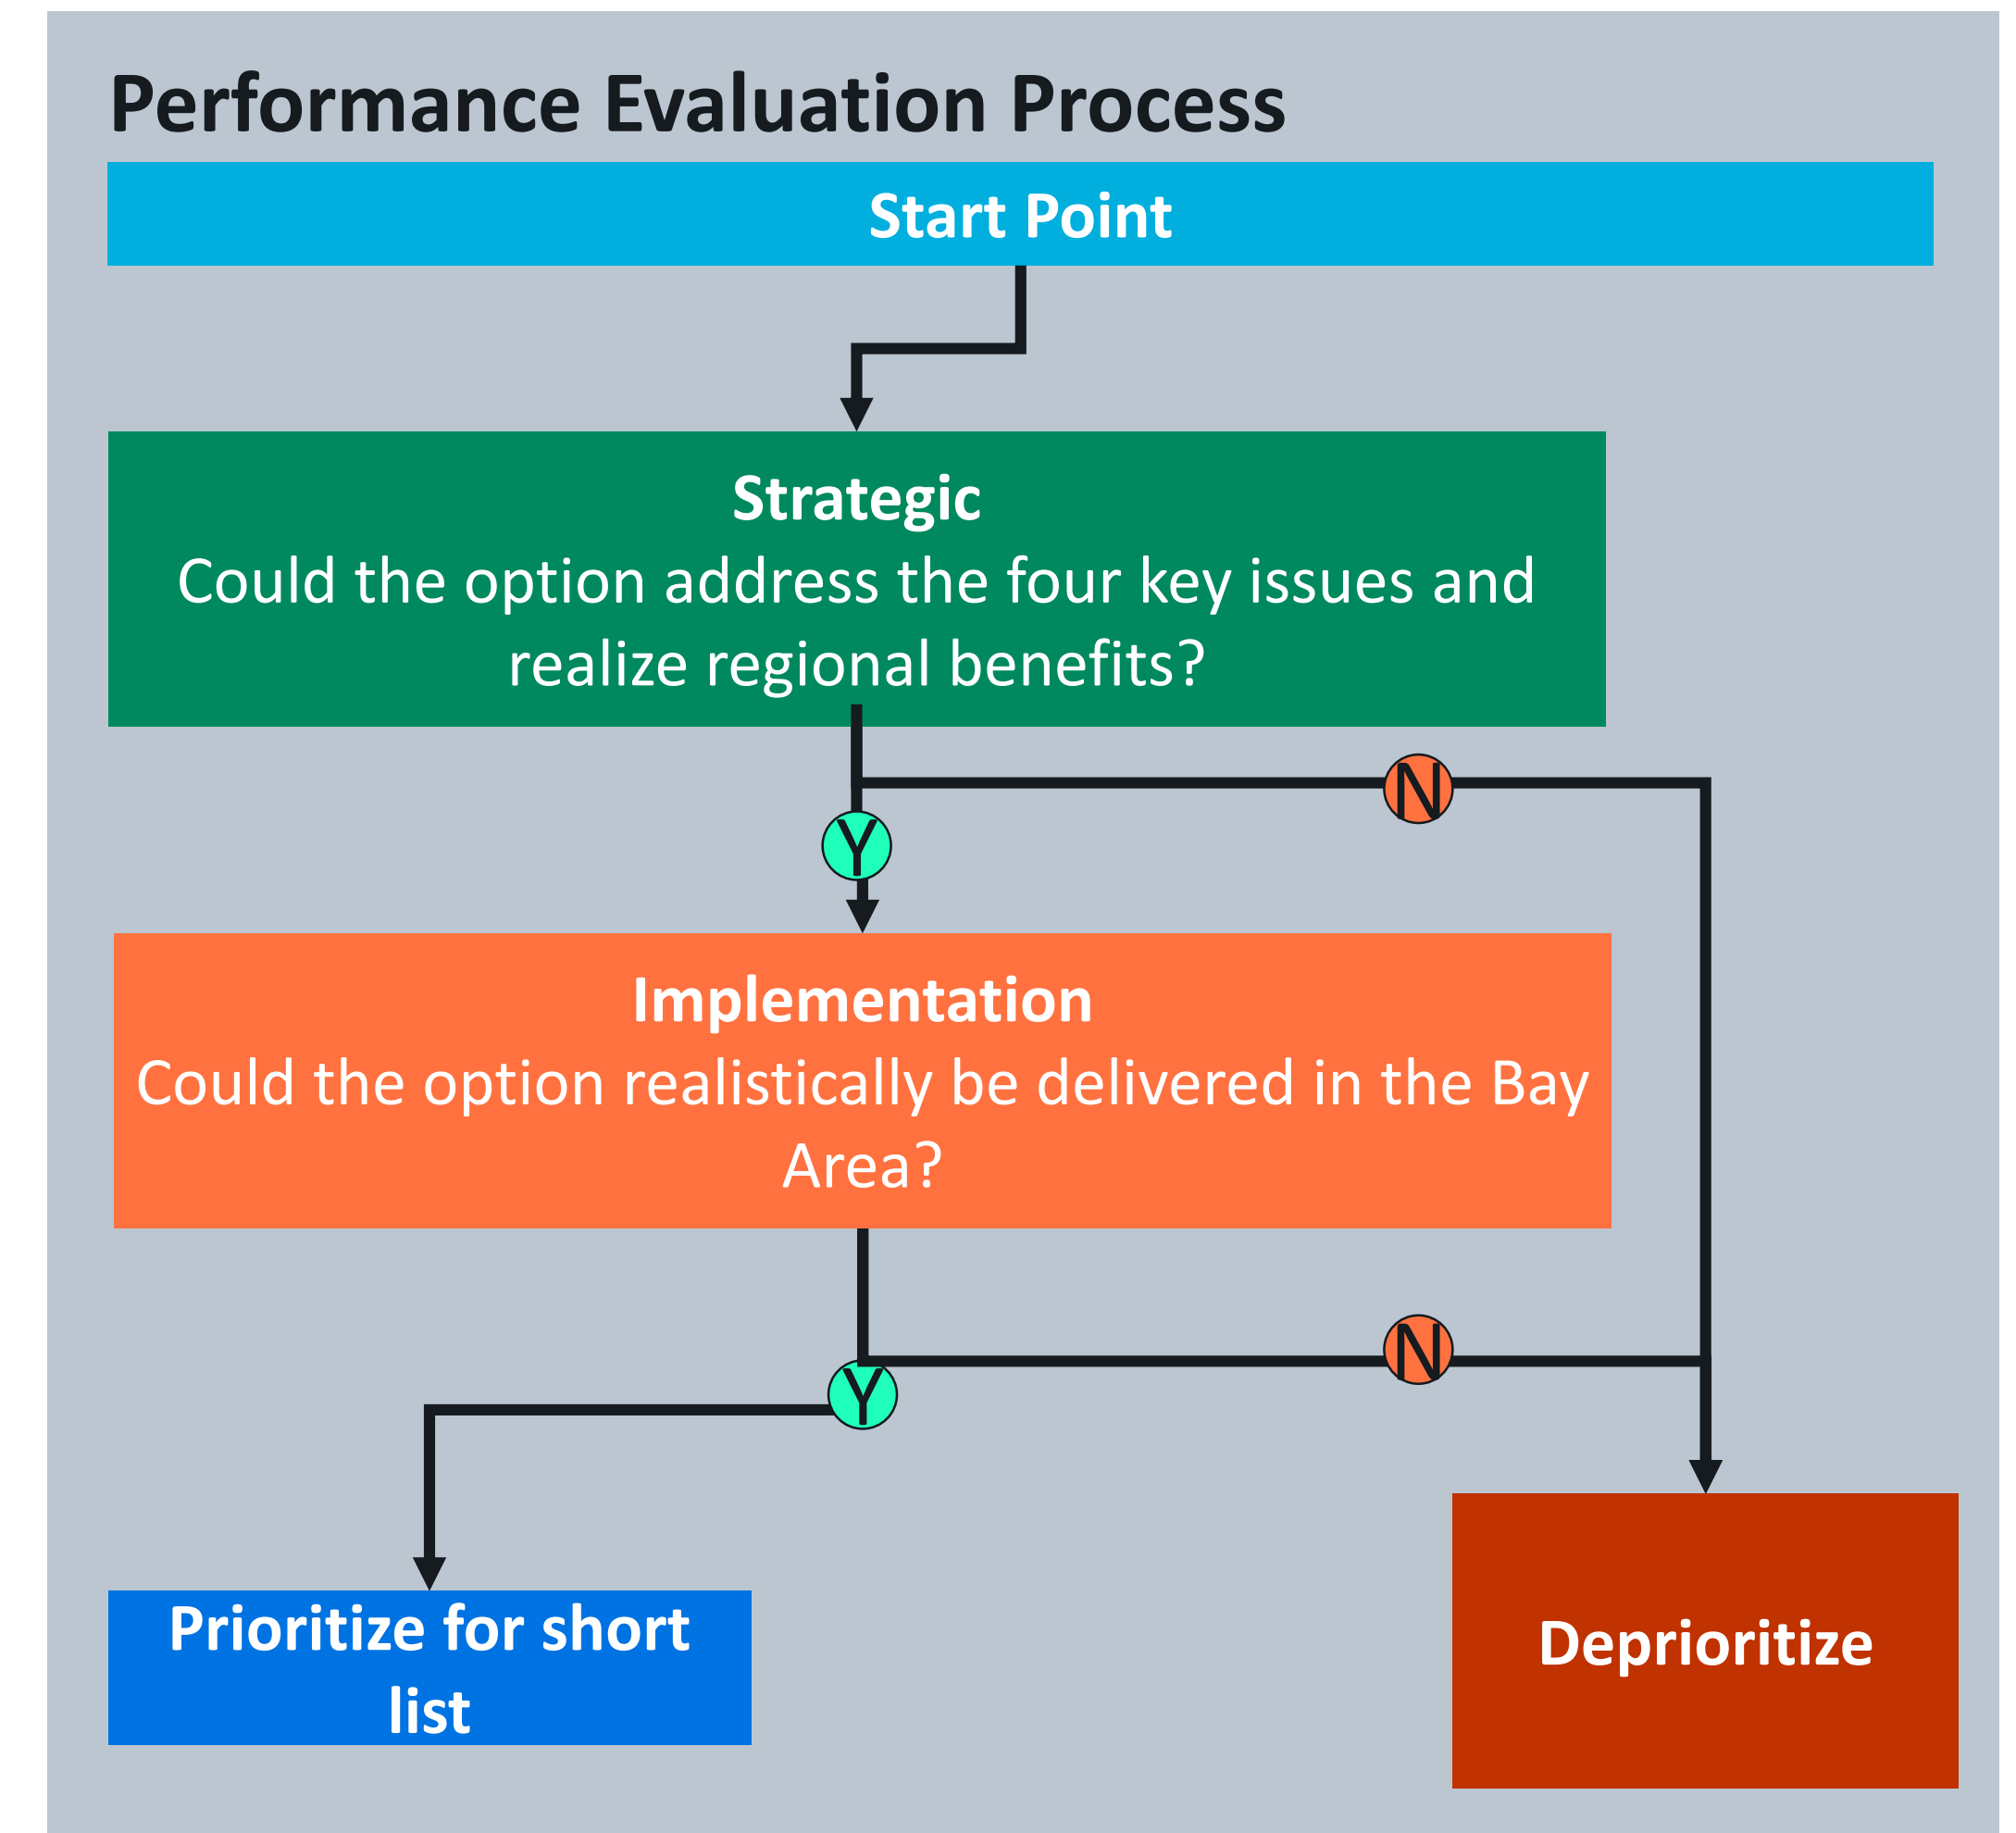 Performance Evaluation Process
Start Point
Strategic
Could the option address the four key issues and
realize regional benefits?
N
Y
Implementation
Could the option realistically be delivered in the Bay
Area?
N
Y
Prioritize for short
list
Deprioritize